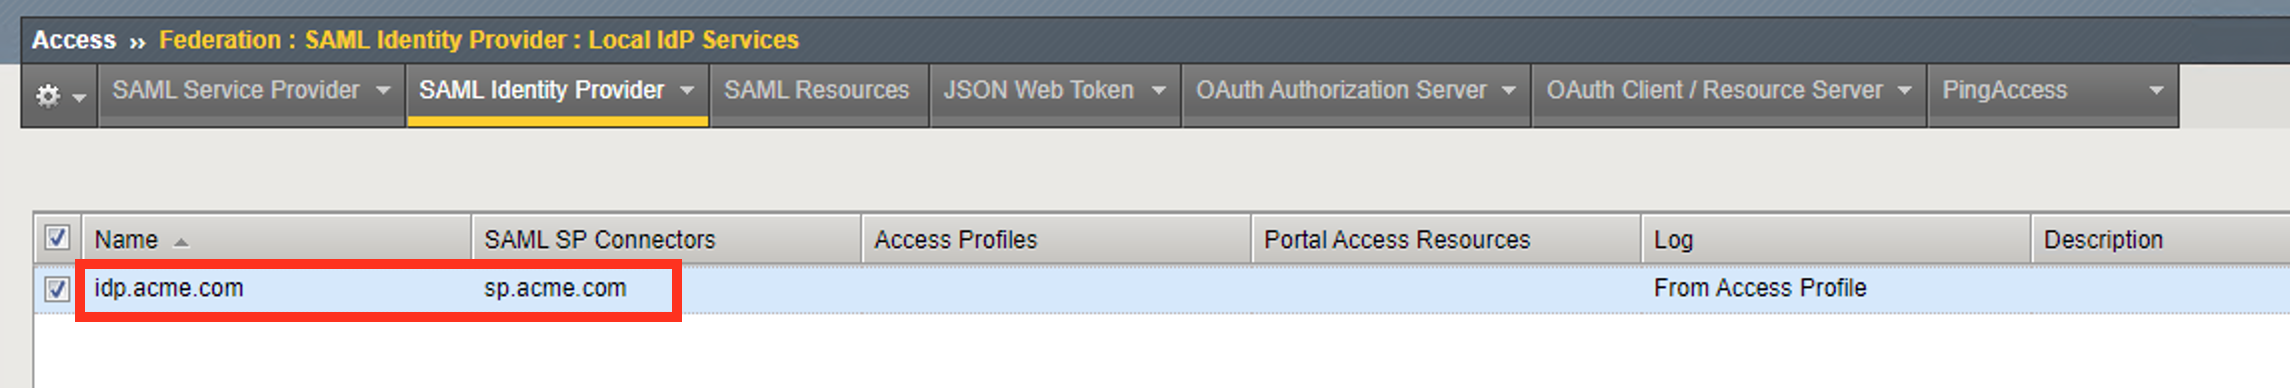 Access ›› Federation : SAML Identity Provider : Local IdP Services
SAML Service Provider SAML Identity Provider SAML Resources JSON Web Token OAuth Authorization Server OAuth Client / Resource Server PingAccess
Name SAML SP Connectors Access Profiles Portal Access Resources Log Description
idp.acme.com sp.acme.com From Access Profile